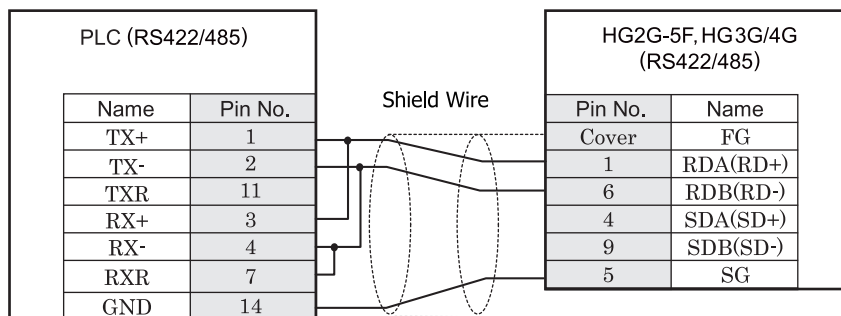 PLC (RS422/485)
Name Pin No.
TX+ 1
TX- 2
TXR 11
RX+ 3
RX- 4
RXR 7
GND 14
Shield Wire
HG2G-5F, HG3G/4G
(RS422/485)
Pin No. Name
Cover FG
1 RDA(RD+)
6 RDB(RD-)
4 SDA(SD+)
9 SDB(SD-)
5 SG